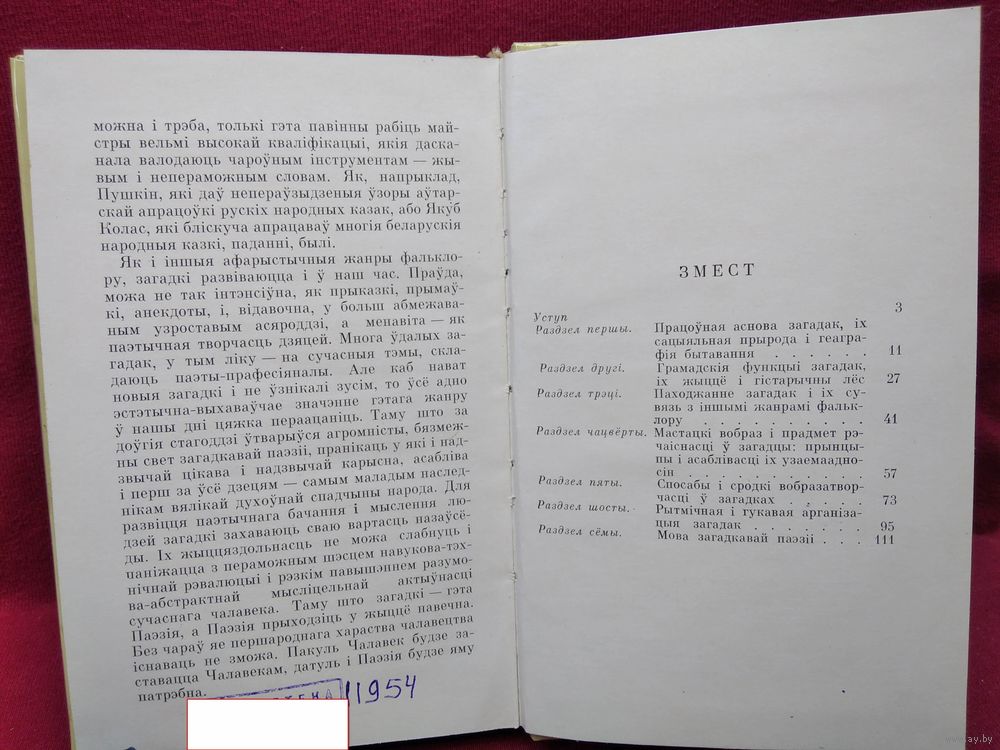 можна і трэба, толькі гэта павінны рабіць май-
стры вельмі высокай кваліфікацыі, якія даска-
нала валодаюць чароўным інструментам — жы-
вым і непераможным словам. Як, напрыклад,
Пушкін, які даў непераўзыдзеныя ўзоры аўтар-
скай апрацоўкі рускіх народных казак, або Якуб
Колас, які бліскуча апрацаваў многія беларускія
народныя казкі, паданні, былі.
Як і іншыя афарыстычныя жанры фалькло-
ру, загадкі развіваюцца і ў наш час. Праўда,
можа не так інтэнсіўна, як прыказкі, прымаў-
кі, анекдоты, і, відавочна, у больш абмежава-
ным узроставым асяроддзі, а менавіта — як
паэтычная творчасць дзяцей. Многа ўдалых за-
гадак, у тым ліку — на сучасныя тэмы, скла-
даюць паэты-прафесіяналы. Але каб нават
новыя загадкі і не ўзнікалі зусім, то ўсё адно
эстэтычна-выхаваўчае значэнне гэтага жанру
ў нашы дні цяжка пераацаніць. Таму што за
доўгія стагоддзі ўтварыўся агромністы, бязмеж-
ны свет загадкавай паэзіі, пранікаць у які і над-
звычай цікава і надзвычай карысна, асабліва
і перш за ўсё дзецям — самым маладым наслед-
нікам вялікай духоўнай спадчыны народа. Для
развіцця паэтычнага бачання і мыслення лю-
дзей загадкі захаваюць сваю вартасць назаўсё-
ды. Іх жыццяздольнасць не можа слабнуць і
паніжацца з пераможным шэсцем навукова-тэх-
нічнай рэвалюцыі і рэзкім павышэннем разумо-
ва-абстрактнай мысліцельнай актыўнасці
сучаснага чалавека. Таму што загадкі — гэта
Паэзія, а Паэзія прыходзіць у жыццё навечна.
Без чараў яе першароднага хараства чалавецтва
існаваць не зможа. Пакуль Чалавек будзе за-
ставацца Чалавекам, датуль і Паэзія будзе яму
патрэбна.
11954
ЗМЕСТ
Уступ 3
Раздзел першы. Працоўная аснова загадак, іх
сацыяльная прырода і геагра-
фія бытавання . . . . . . 11
Раздзел другі. Грамадскія функцыі загадак,
іх жыццё і гістарычны лёс 27
Раздзел трэці. Паходжанне загадак і іх су-
вязь з іншымі жанрамі фальк-
лору . . . . . . . . . . 41
Раздзел чацвёрты. Мастацкі вобраз і прадмет рэ-
чаіснасці ў загадцы: прынцы-
пы і асаблівасці іх узаемаадно-
сін . . . . . . . . . . . 57
Раздзел пяты. Спосабы і сродкі вобразатвор-
часці ў загадках . . . . . 73
Раздзел шосты. Рытмічная і гукавая арганіза-
цыя загадак . . . . . . . 95
Раздзел сёмы. Мова загадкавай паэзіі . . . 111
www.ay.by